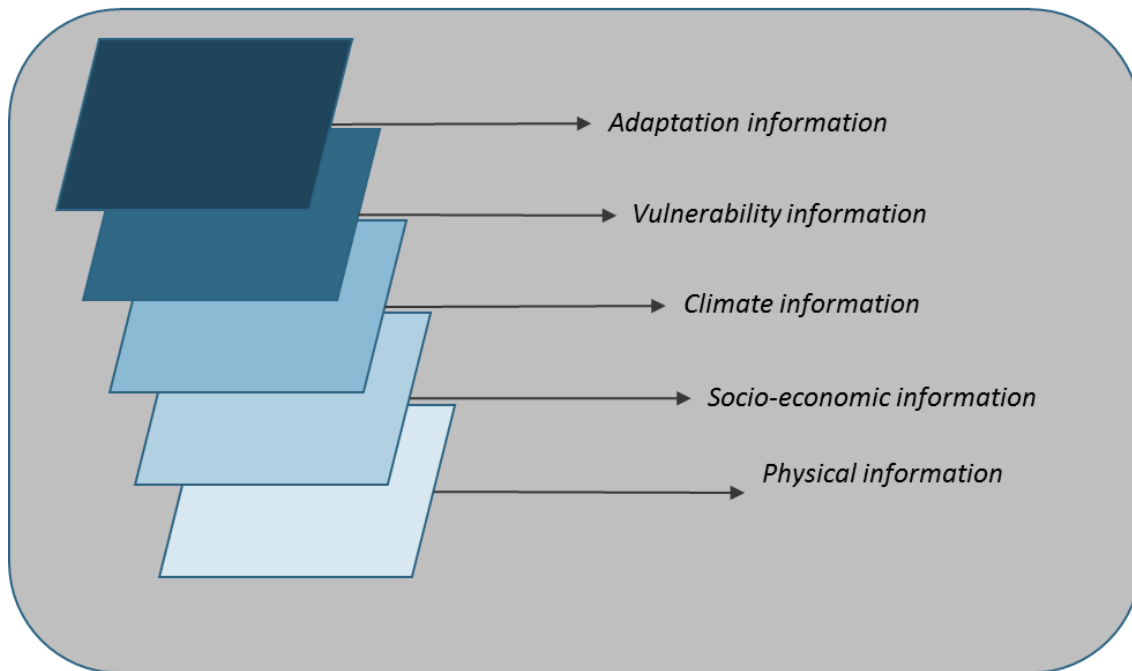 Adaptation information
Vulnerability information
Climate information
Socio-economic information
Physical information